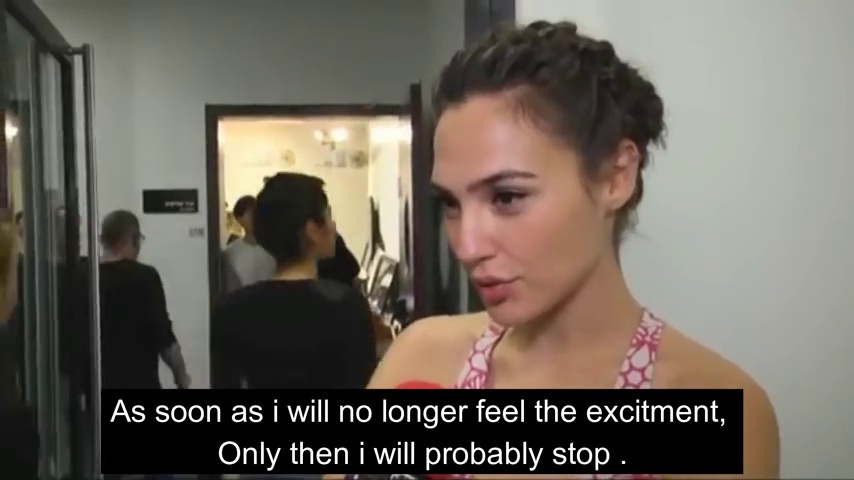 As soon as i will no longer feel the excitment,
Only then i will probably stop .